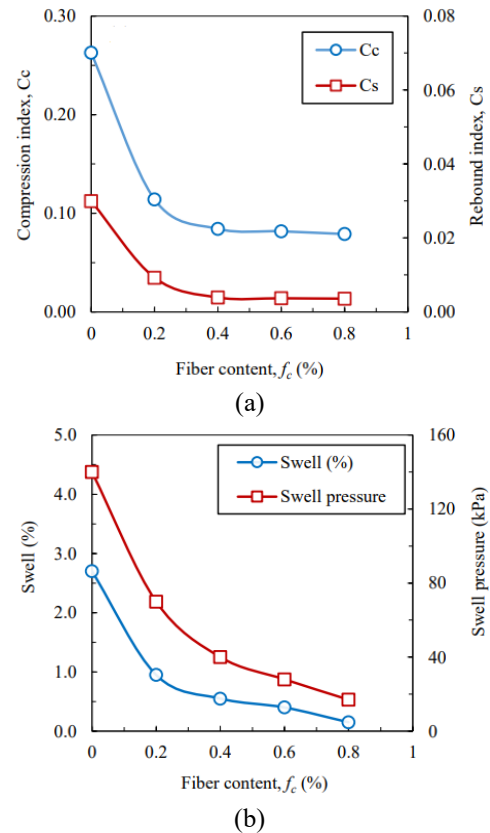 0.30
0.20
0.10
0.00
Compression index, Cc
Cc
Cs
0.08
0.06
0.04
0.02
0.00
Rebound index, Cs
0 0.2 0.4 0.6 0.8 1
Fiber content, fc (%)
(a)
5.0
4.0
3.0
2.0
1.0
0.0
Swell (%)
Swell (%)
Swell pressure
160
120
80
40
0
Swell pressure (kPa)
0 0.2 0.4 0.6 0.8 1
Fiber content, fc (%)
(b)